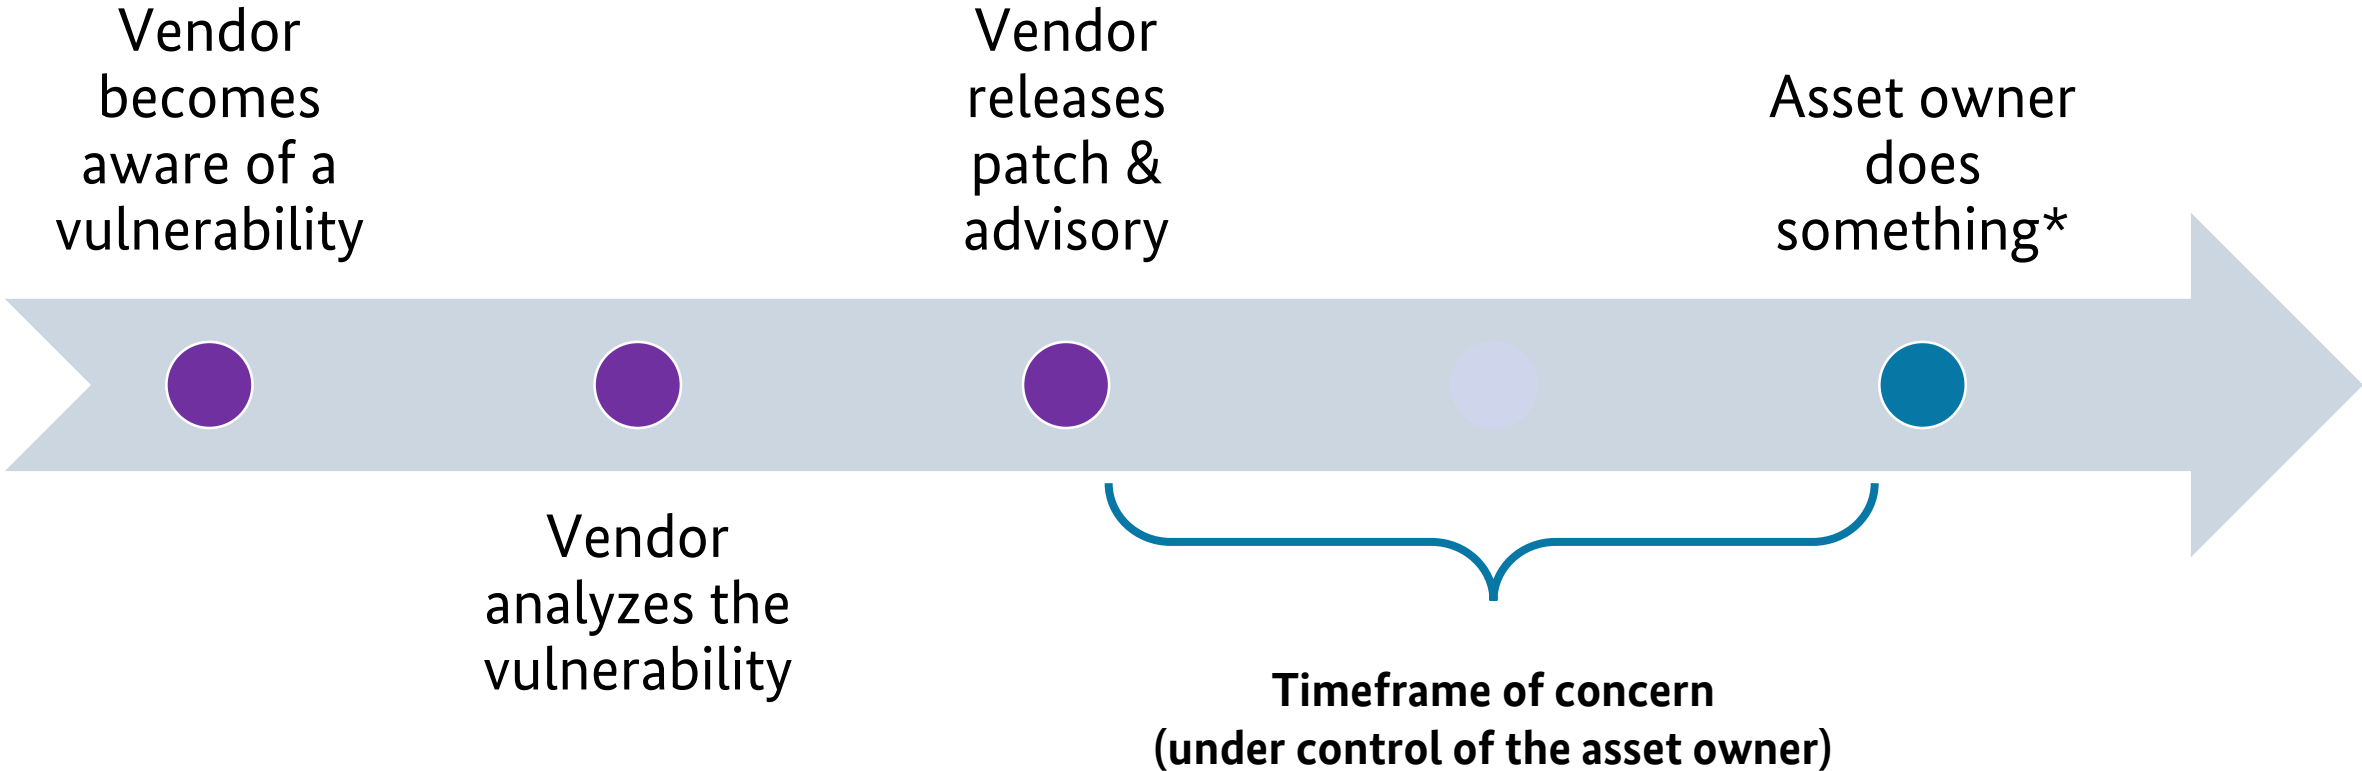 Vendor
becomes
aware of a
vulnerability
Vendor
analyzes the
vulnerability
Vendor
releases
patch &
advisory
Asset owner
does
something*
Timeframe of concern
(under control of the asset owner)